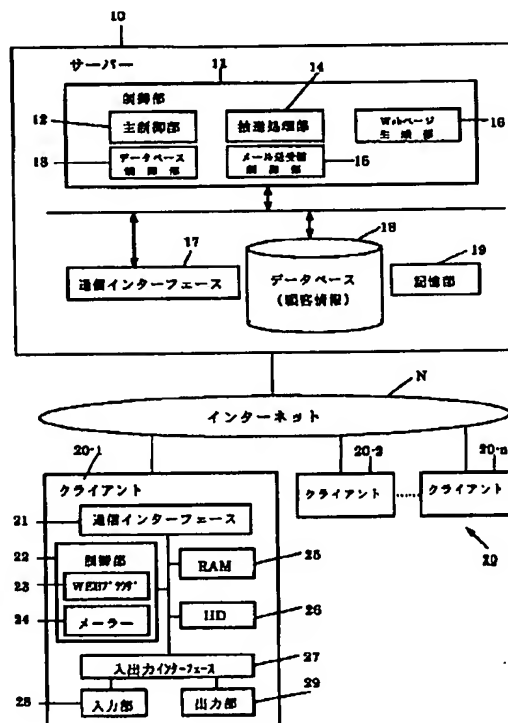 10
サーバー
11
制御部
14
12
主制御部
抽選処理部
Webページ
生成部
16
13
データベース
制御部
メール送受信
制御部
15
17
18
19
通信インターフェース
データベース
(顧客情報)
記憶部
N
インターネット
20-1
20-2
20-n
クライアント
クライアント
クライアント
20
21
通信インターフェース
22
制御部
23
WEBブラウザ
24
メーラー
25
RAM
26
HD
27
入出力インターフェース
28
入力部
29
出力部